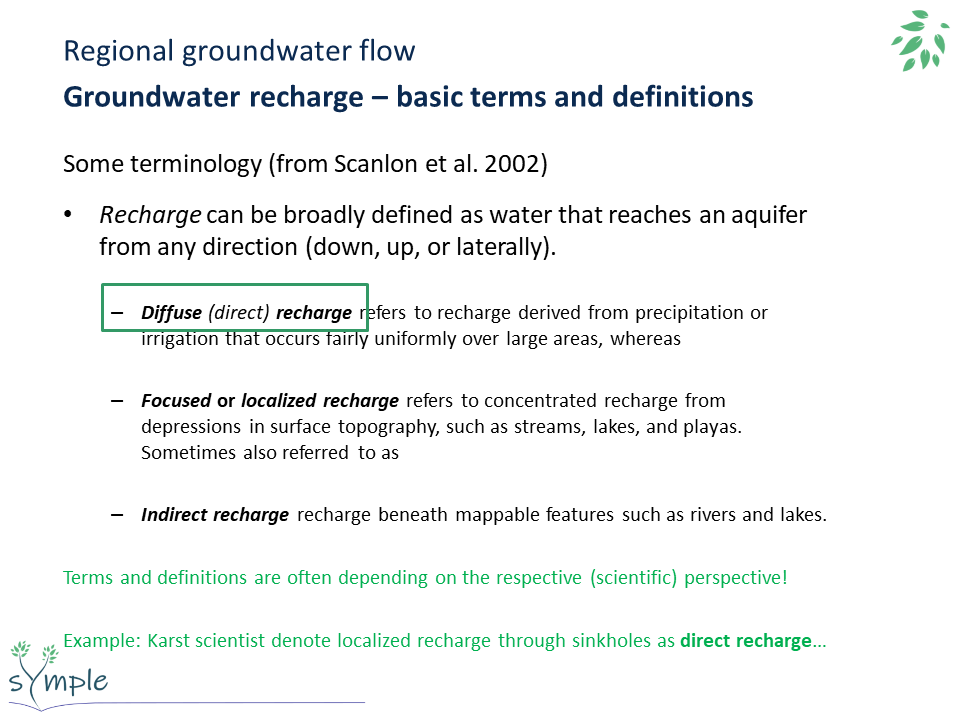 Regional groundwater flow
Groundwater recharge – basic terms and definitions
Some terminology (from Scanlon et al. 2002)
• Recharge can be broadly defined as water that reaches an aquifer
from any direction (down, up, or laterally).
– Diffuse (direct) recharge refers to recharge derived from precipitation or
irrigation that occurs fairly uniformly over large areas, whereas
– Focused or localized recharge refers to concentrated recharge from
depressions in surface topography, such as streams, lakes, and playas.
Sometimes also referred to as
– Indirect recharge recharge beneath mappable features such as rivers and lakes.
Terms and definitions are often depending on the respective (scientific) perspective!
Example: Karst scientist denote localized recharge through sinkholes as direct recharge...
sYmple